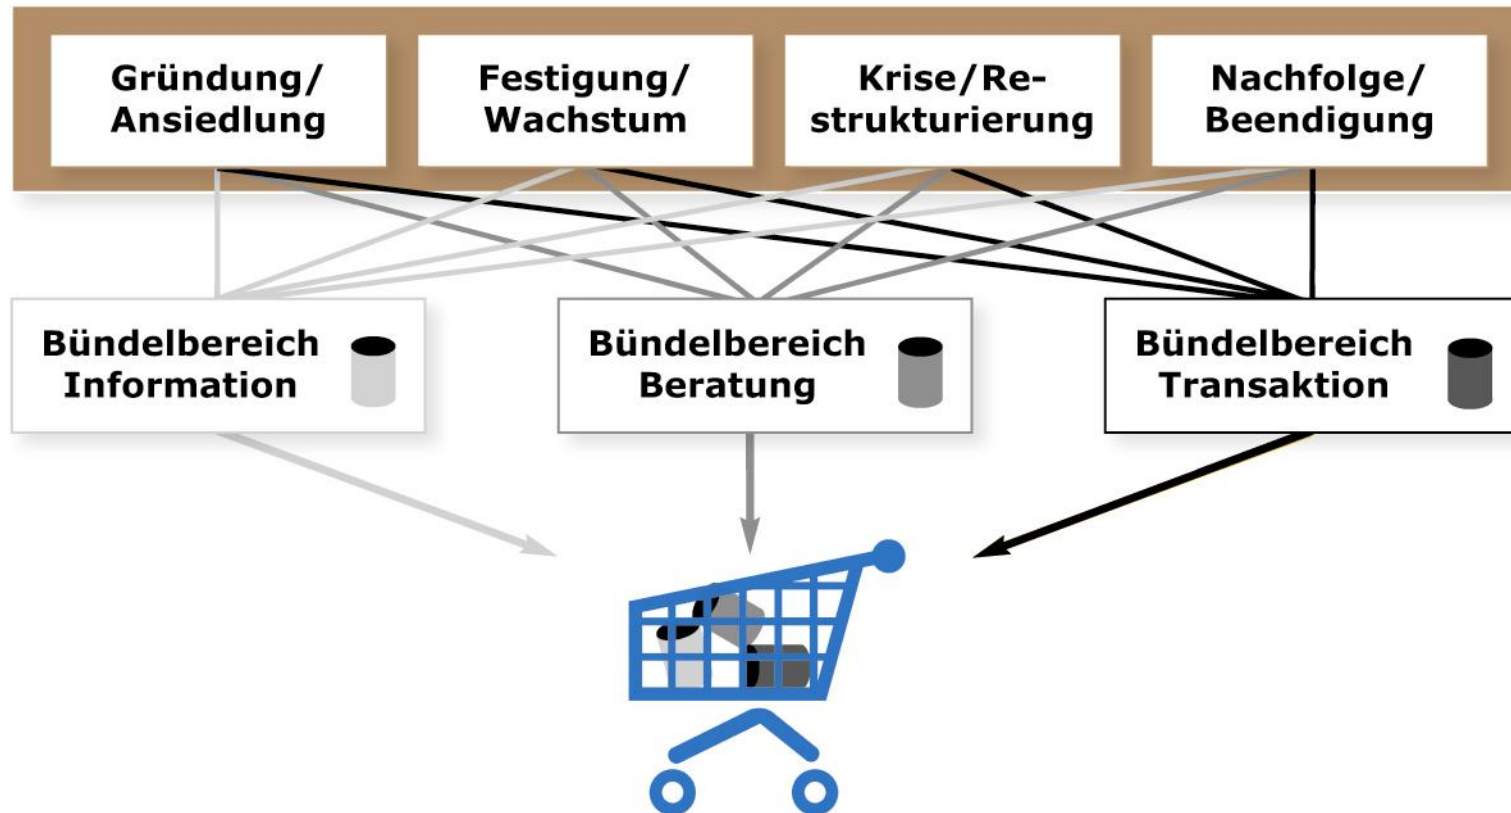 Gründung/
Ansiedlung
Festigung/
Wachstum
Krise/Re-
strukturierung
Nachfolge/
Beendigung
Bündelbereich
Information
Bündelbereich
Beratung
Bündelbereich
Transaktion